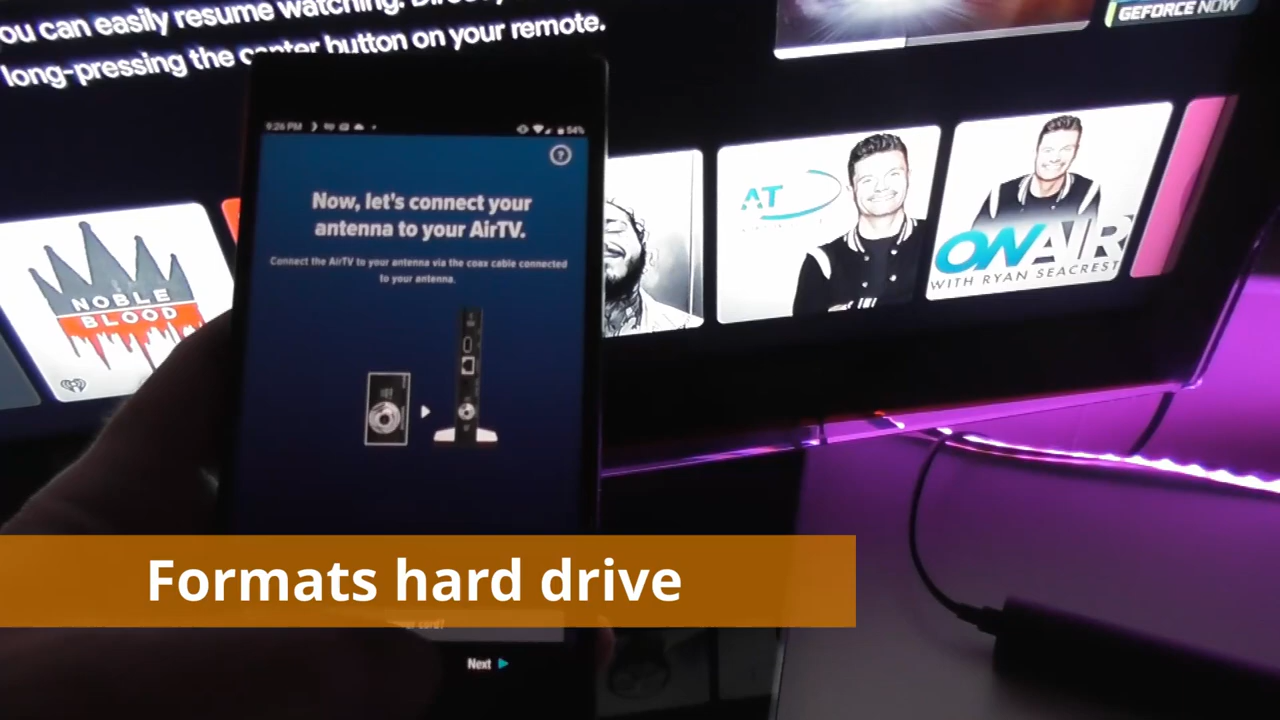 ou can easily resume watching.
long-pressing the center button on your remote.
GEFORCE NOW
9:26 PM
54%
?
Now, let's connect your
antenna to your AirTV.
Connect the AirTV to your antenna via the coax cable connected
to your antenna.
NOBLE
BLOOD
AT
ON AIR
WITH RYAN SEACREST
Formats hard drive
Next